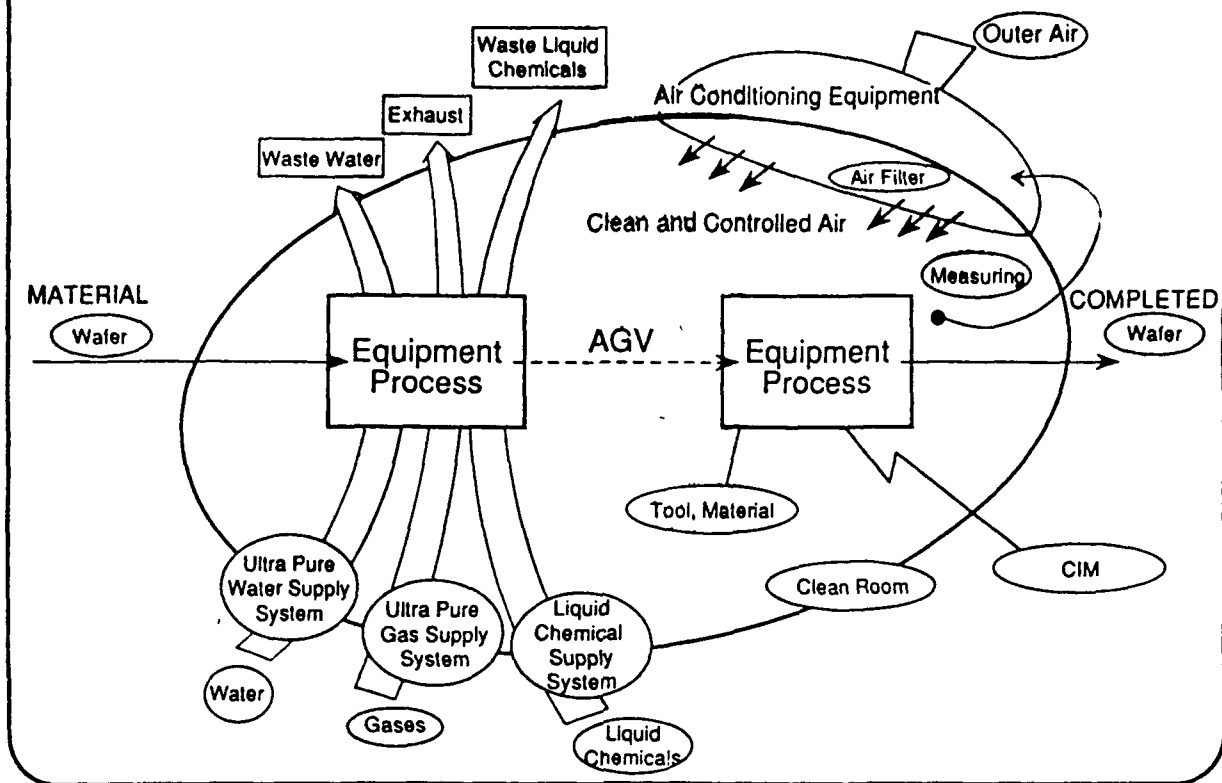 Outer Air
Waste Liquid
Chemicals
Air Conditioning Equipment
Exhaust
Waste Water
Air Filter
Clean and Controlled Air
Measuring
MATERIAL
Wafer
COMPLETED
Wafer
Equipment
Process
AGV
Equipment
Process
Tool, Material
Ultra Pure
Water Supply
System
Ultra Pure
Gas Supply
System
Liquid
Chemical
Supply
System
Clean Room
CIM
Water
Gases
Liquid
Chemicals